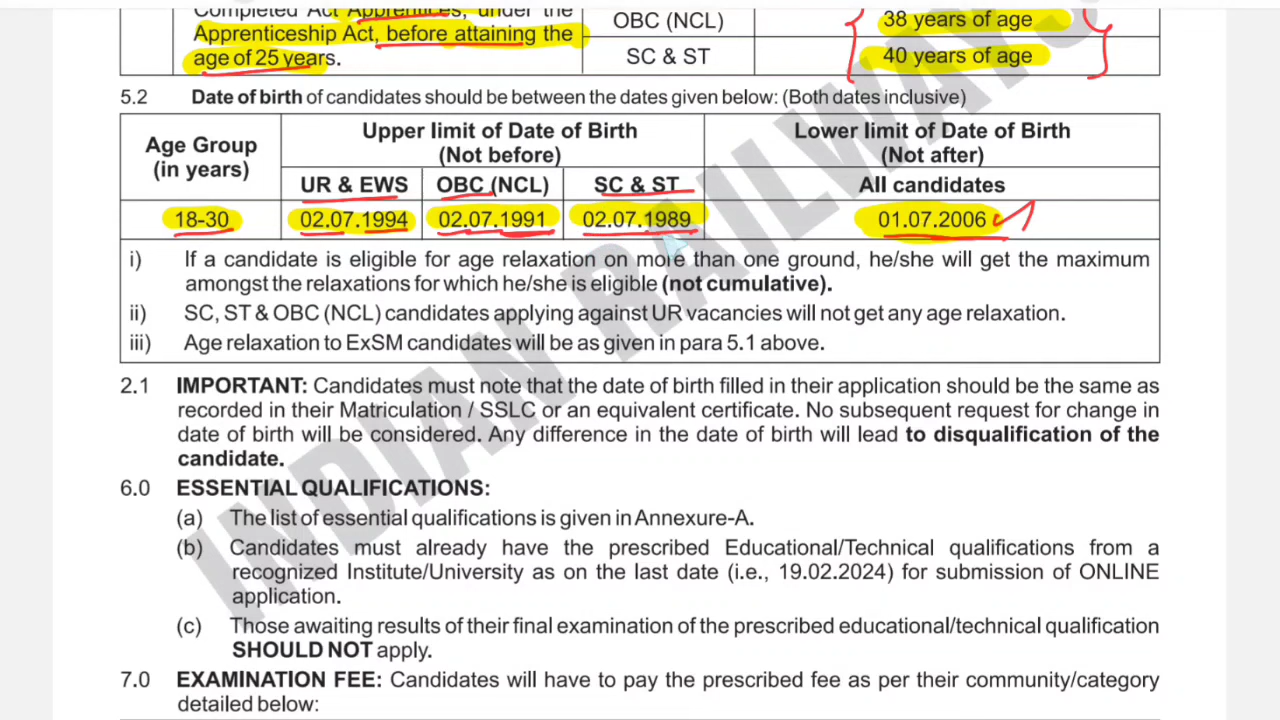 Completed Act Apprentices, under the
Apprenticeship Act, before attaining the
age of 25 years.
OBC (NCL)
38 years of age
SC & ST
40 years of age
5.2 Date of birth of candidates should be between the dates given below: (Both dates inclusive)
Age Group
(in years)
Upper limit of Date of Birth
(Not before)
Lower limit of Date of Birth
(Not after)
UR & EWS
OBC (NCL)
SC & ST
All candidates
18-30
02.07.1994
02.07.1991
02.07.1989
01.07.2006
i) If a candidate is eligible for age relaxation on more than one ground, he/she will get the maximum
amongst the relaxations for which he/she is eligible (not cumulative).
ii) SC, ST & OBC (NCL) candidates applying against UR vacancies will not get any age relaxation.
iii) Age relaxation to ExSM candidates will be as given in para 5.1 above.
2.1 IMPORTANT: Candidates must note that the date of birth filled in their application should be the same as
recorded in their Matriculation / SSLC or an equivalent certificate. No subsequent request for change in
date of birth will be considered. Any difference in the date of birth will lead to disqualification of the
candidate.
6.0 ESSENTIAL QUALIFICATIONS:
(a) The list of essential qualifications is given in Annexure-A.
(b) Candidates must already have the prescribed Educational/Technical qualifications from a
recognized Institute/University as on the last date (i.e., 19.02.2024) for submission of ONLINE
application.
(c) Those awaiting results of their final examination of the prescribed educational/technical qualification
SHOULD NOT apply.
7.0 EXAMINATION FEE: Candidates will have to pay the prescribed fee as per their community/category
detailed below:
INDIAN RAILWAYS